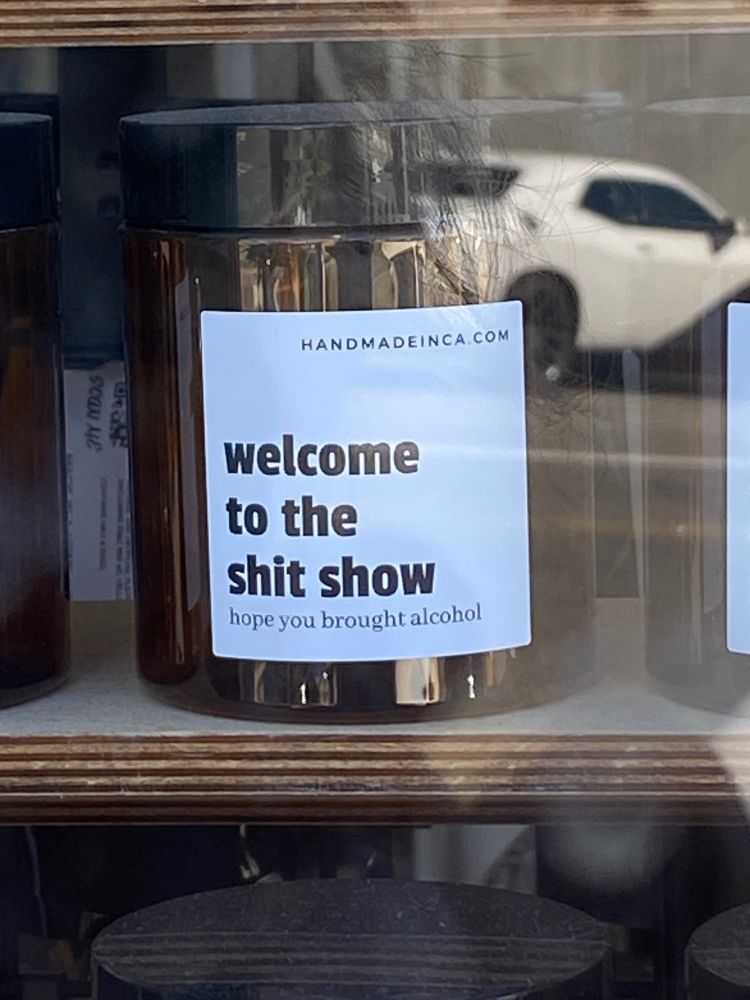 HANDMADEINCA.COM
welcome
to the
shit show
hope you brought alcohol